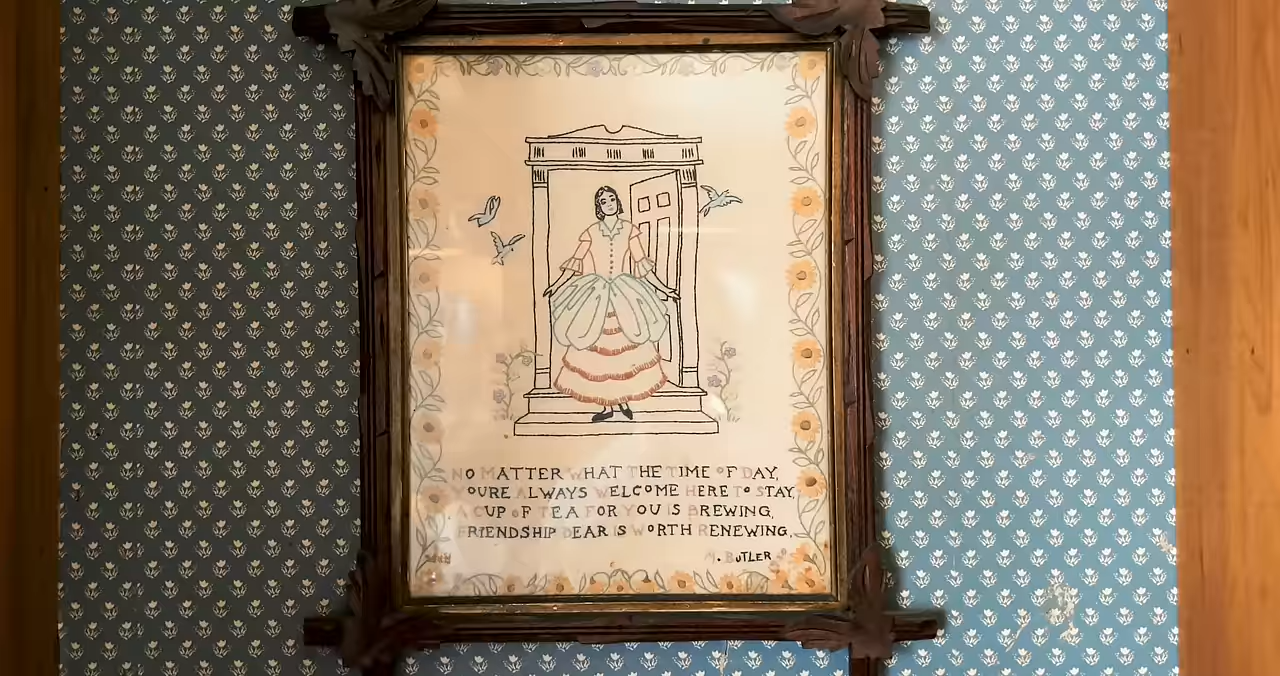 NO MATTER WHAT THE TIME OF DAY,
YOURE ALWAYS WELCOME HERE TO STAY,
A CUP OF TEA FOR YOU IS BREWING,
FRIENDSHIP DEAR IS WORTH RENEWING.
M. BUTLER